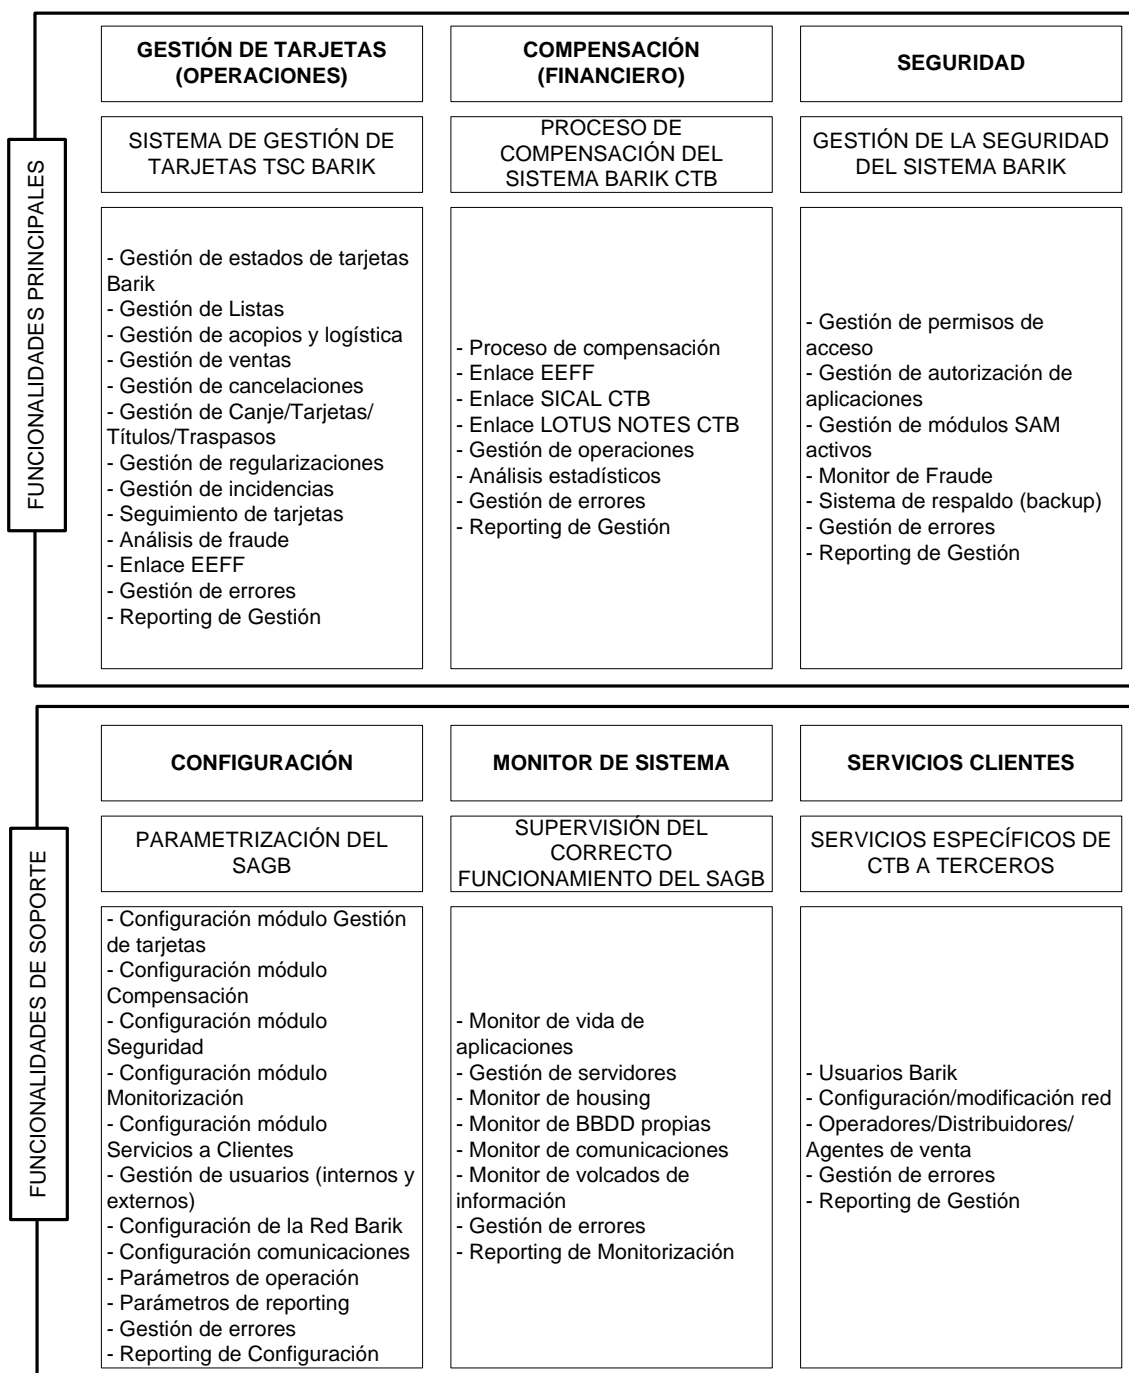 FUNCIONALIDADES PRINCIPALES
GESTIÓN DE TARJETAS
(OPERACIONES)
SISTEMA DE GESTIÓN DE
TARJETAS TSC BARIK
- Gestión de estados de tarjetas
Barik
- Gestión de Listas
- Gestión de acopios y logística
- Gestión de ventas
- Gestión de cancelaciones
- Gestión de Canje/Tarjetas/
Títulos/Traspasos
- Gestión de regularizaciones
- Gestión de incidencias
- Seguimiento de tarjetas
- Análisis de fraude
- Enlace EEFF
- Gestión de errores
- Reporting de Gestión
COMPENSACIÓN
(FINANCIERO)
PROCESO DE
COMPENSACIÓN DEL
SISTEMA BARIK CTB
- Proceso de compensación
- Enlace EEFF
- Enlace SICAL CTB
- Enlace LOTUS NOTES CTB
- Gestión de operaciones
- Análisis estadísticos
- Gestión de errores
- Reporting de Gestión
SEGURIDAD
GESTIÓN DE LA SEGURIDAD
DEL SISTEMA BARIK
- Gestión de permisos de
acceso
- Gestión de autorización de
aplicaciones
- Gestión de módulos SAM
activos
- Monitor de Fraude
- Sistema de respaldo (backup)
- Gestión de errores
- Reporting de Gestión
FUNCIONALIDADES DE SOPORTE
CONFIGURACIÓN
PARAMETRIZACIÓN DEL
SAGB
- Configuración módulo Gestión
de tarjetas
- Configuración módulo
Compensación
- Configuración módulo
Seguridad
- Configuración módulo
Monitorización
- Configuración módulo
Servicios a Clientes
- Gestión de usuarios (internos y
externos)
- Configuración de la Red Barik
- Configuración comunicaciones
- Parámetros de operación
- Parámetros de reporting
- Gestión de errores
- Reporting de Configuración
MONITOR DE SISTEMA
SUPERVISIÓN DEL
CORRECTO
FUNCIONAMIENTO DEL SAGB
- Monitor de vida de
aplicaciones
- Gestión de servidores
- Monitor de housing
- Monitor de BBDD propias
- Monitor de comunicaciones
- Monitor de volcados de
información
- Gestión de errores
- Reporting de Monitorización
SERVICIOS CLIENTES
SERVICIOS ESPECÍFICOS DE
CTB A TERCEROS
- Usuarios Barik
- Configuración/modificación red
- Operadores/Distribuidores/
Agentes de venta
- Gestión de errores
- Reporting de Gestión